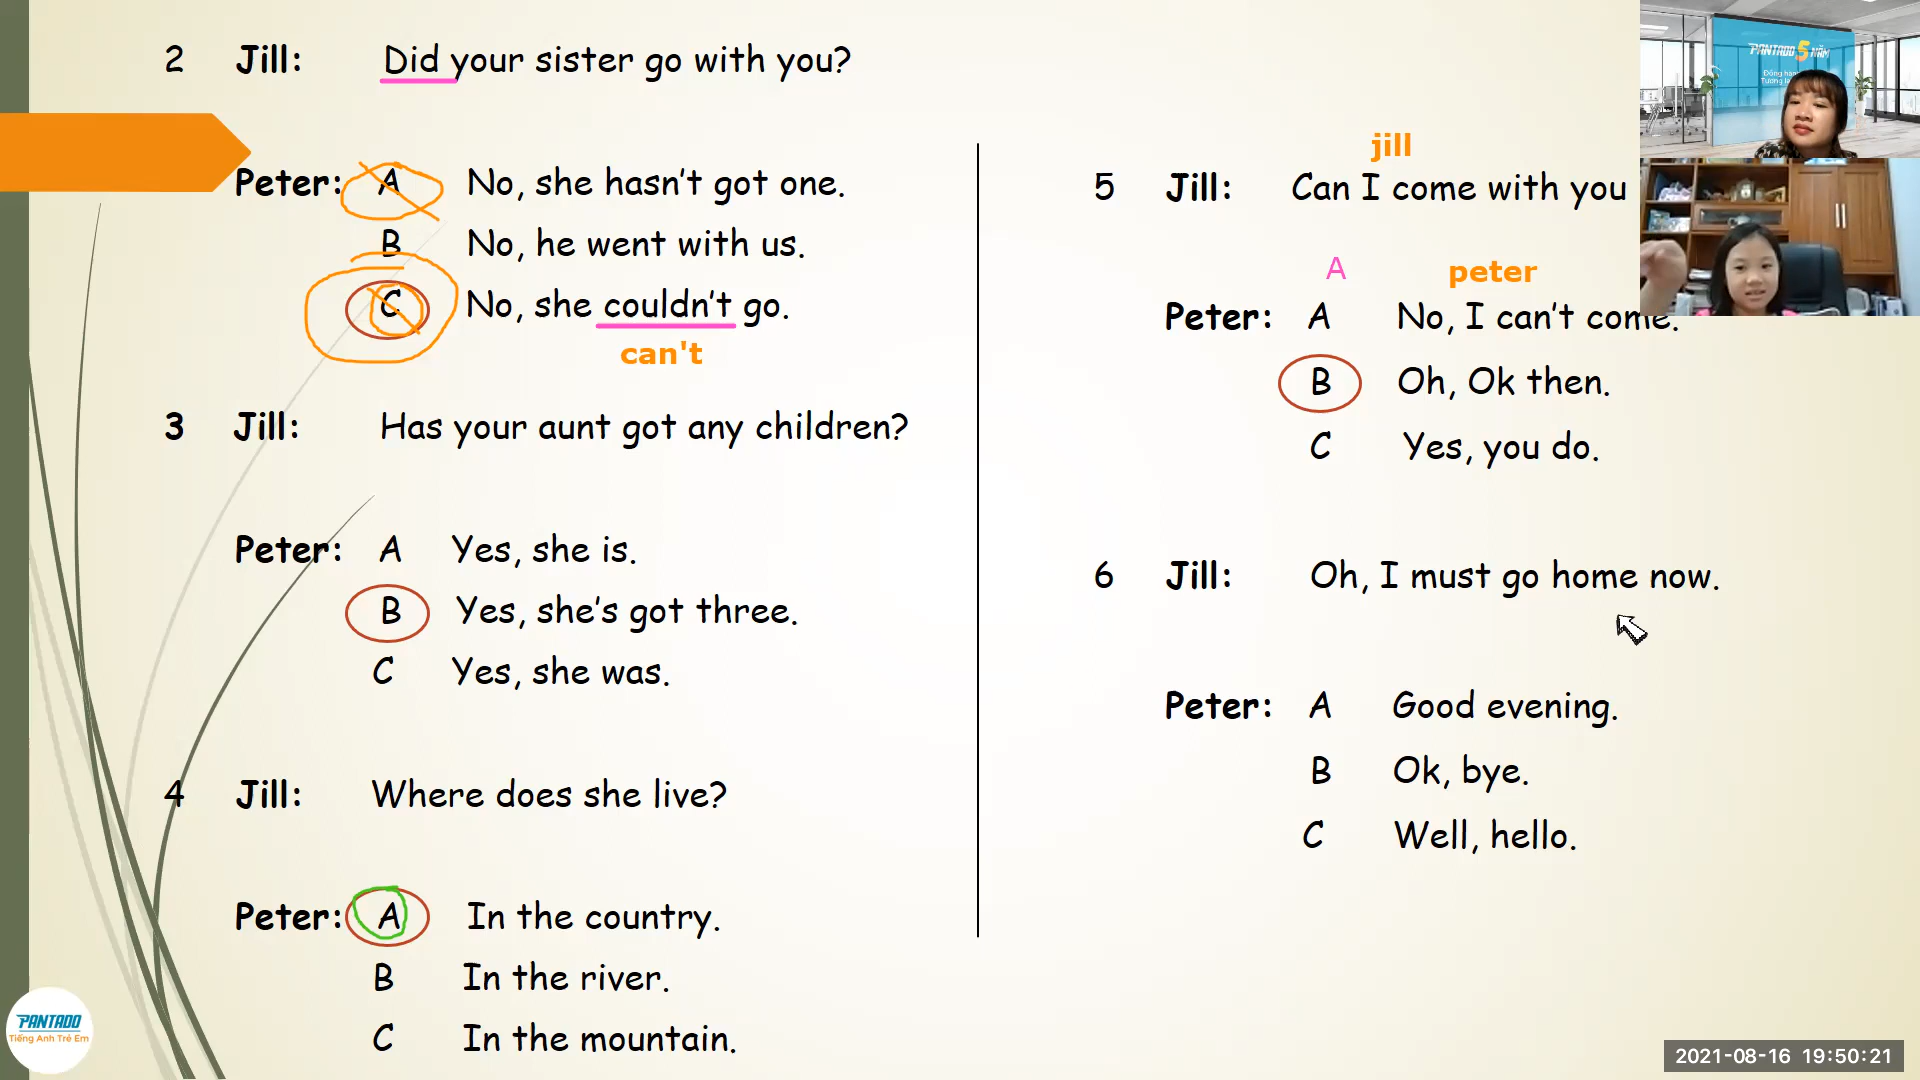 2 Jill: Did your sister go with you?
Peter: A No, she hasn't got one.
B No, he went with us.
C No, she couldn't go.
can't
3 Jill: Has your aunt got any children?
Peter: A Yes, she is.
B Yes, she's got three.
C Yes, she was.
4 Jill: Where does she live?
Peter: A In the country.
B In the river.
C In the mountain.
jill
5 Jill: Can I come with you
A peter
Peter: A No, I can't come.
B Oh, Ok then.
C Yes, you do.
6 Jill: Oh, I must go home now.
Peter: A Good evening.
B Ok, bye.
C Well, hello.
PANTADO 5 NĂM
PANTADO
Tiếng Anh Trẻ Em
2021-08-16 19:50:21